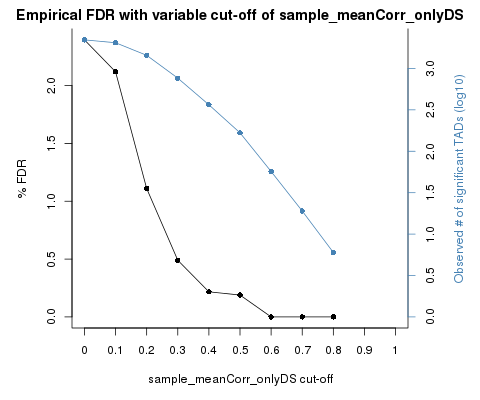 Empirical FDR with variable cut-off of sample_meanCorr_onlyDS
% FDR
2.0
1.5
1.0
0.5
0.0
3.0
2.5
2.0
1.5
1.0
0.5
0.0
Observed # of significant TADs (log10)
0 0.1 0.2 0.3 0.4 0.5 0.6 0.7 0.8 0.9 1
sample_meanCorr_onlyDS cut-off